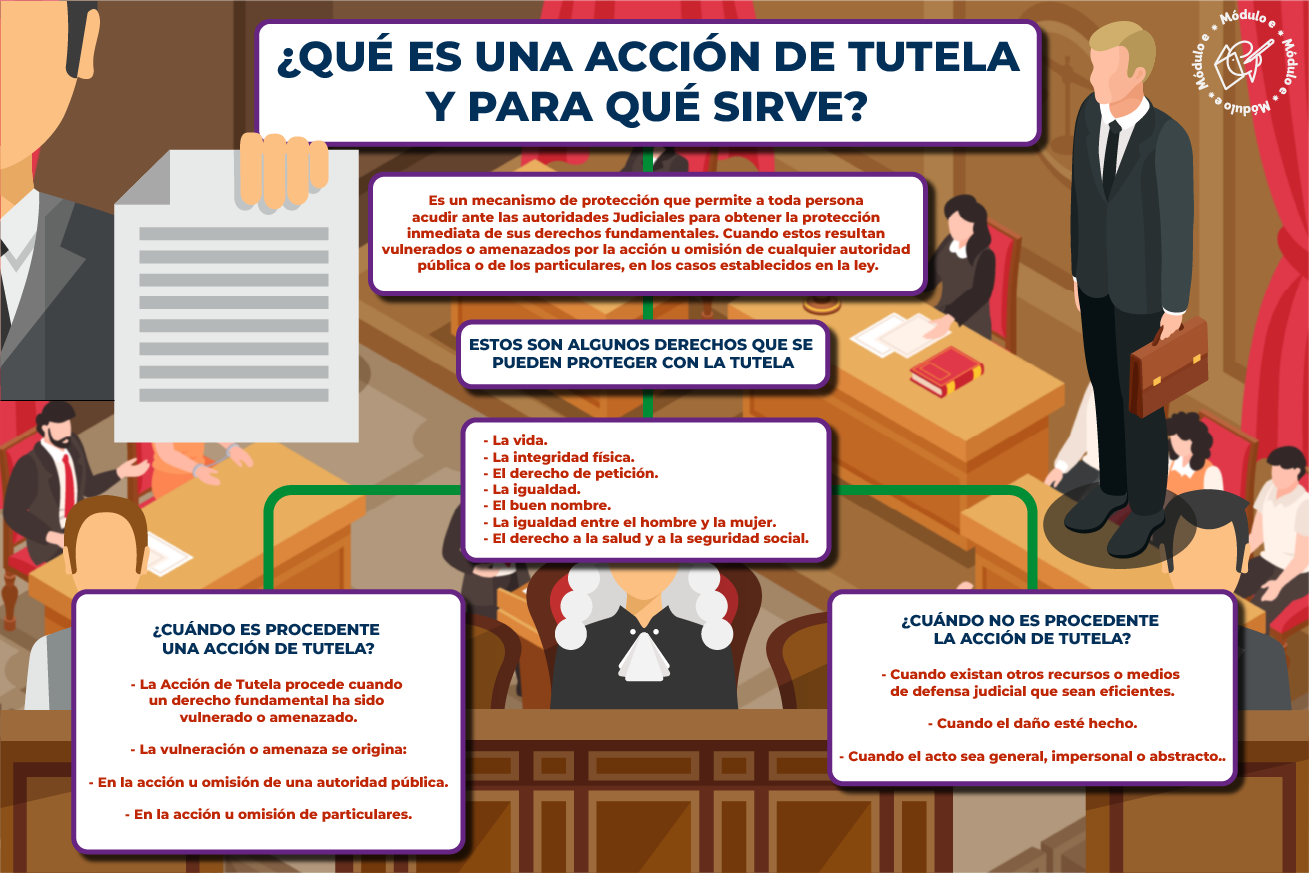 ¿QUÉ ES UNA ACCIÓN DE TUTELA
Y PARA QUÉ SIRVE?
Módulo e * Módulo e * Módulo e * Módulo e *
Es un mecanismo de protección que permite a toda persona
acudir ante las autoridades Judiciales para obtener la protección
inmediata de sus derechos fundamentales. Cuando estos resultan
vulnerados o amenazados por la acción u omisión de cualquier autoridad
pública o de los particulares, en los casos establecidos en la ley.
ESTOS SON ALGUNOS DERECHOS QUE SE
PUEDEN PROTEGER CON LA TUTELA
- La vida.
- La integridad física.
- El derecho de petición.
- La igualdad.
- El buen nombre.
- La igualdad entre el hombre y la mujer.
- El derecho a la salud y a la seguridad social.
¿CUÁNDO ES PROCEDENTE
UNA ACCIÓN DE TUTELA?
- La Acción de Tutela procede cuando
un derecho fundamental ha sido
vulnerado o amenazado.
- La vulneración o amenaza se origina:
- En la acción u omisión de una autoridad pública.
- En la acción u omisión de particulares.
¿CUÁNDO NO ES PROCEDENTE
LA ACCIÓN DE TUTELA?
- Cuando existan otros recursos o medios
de defensa judicial que sean eficientes.
- Cuando el daño esté hecho.
- Cuando el acto sea general, impersonal o abstracto..